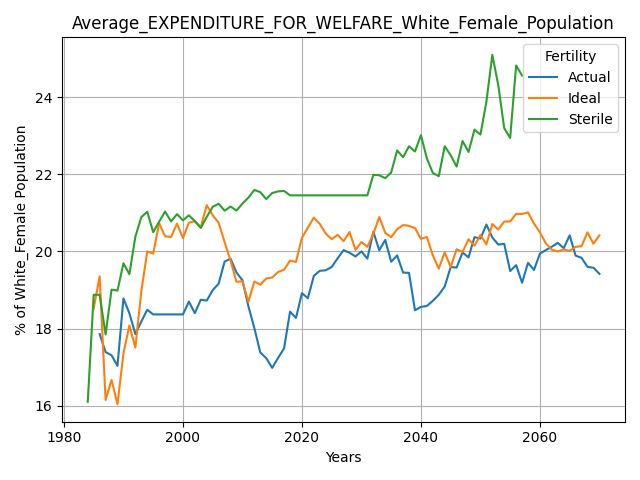 Average_EXPENDITURE_FOR_WELFARE_White_Female_Population
Fertility
Actual
Ideal
Sterile
% of White_Female Population
24
22
20
18
16
1980
2000
2020
2040
2060
Years